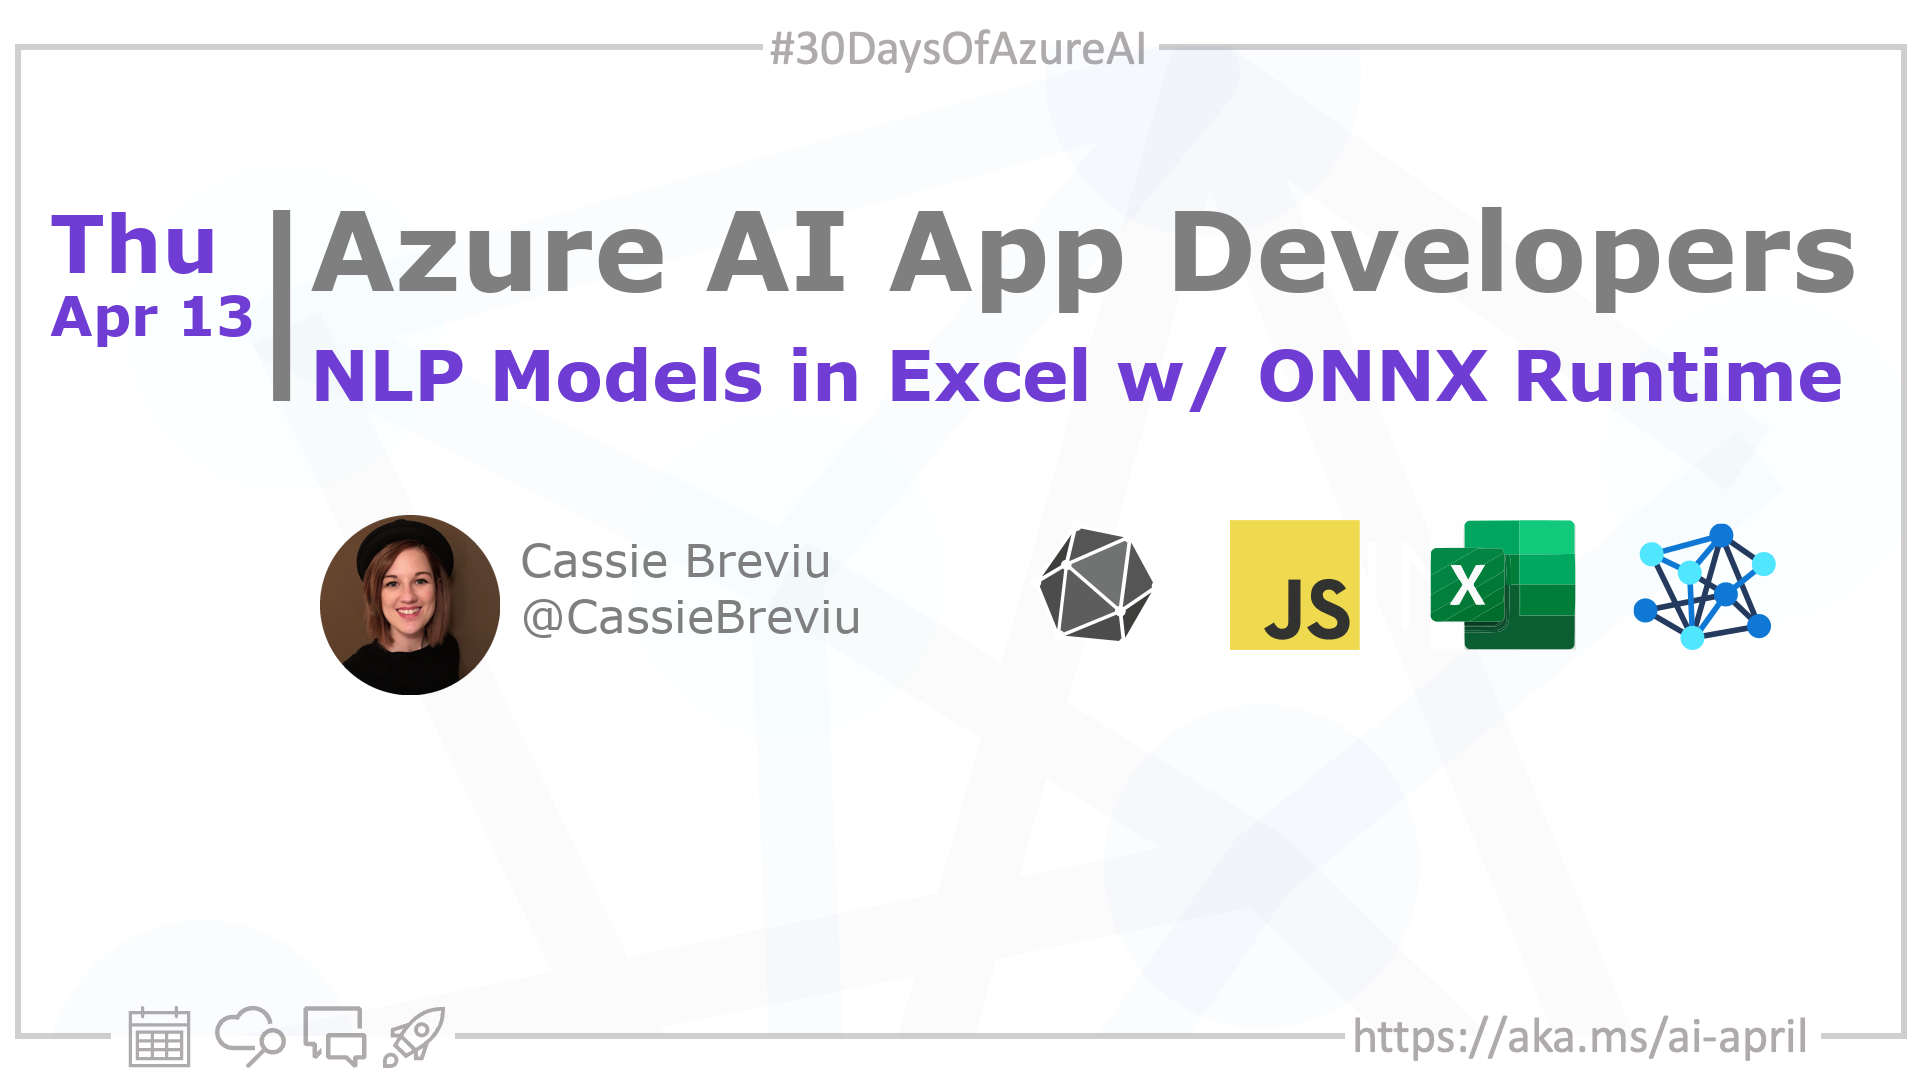 #30DaysOfAzureAI
Thu
Apr 13
Azure AI App Developers
NLP Models in Excel w/ ONNX Runtime
Cassie Breviu
@CassieBreviu
JS
X
https://aka.ms/ai-april